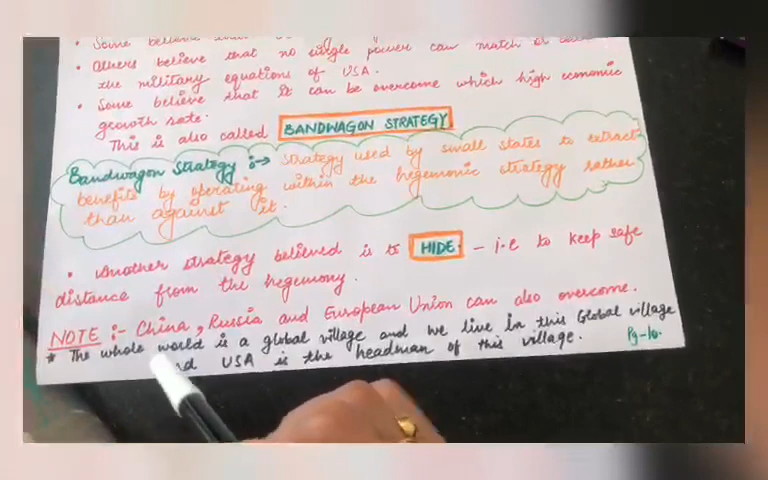 • Some believe
• Others believe that no single power can match it
the military equations of USA.
• Some believe that it can be overcome which high economic
growth rate.
This is also called BANDWAGON STRATEGY
Bandwagon Strategy :→ strategy used by small states to extract
benefits by operating within the hegemonic strategy rather
than against it.
• Another strategy believed is to HIDE - i.e to keep safe
distance from the hegemony.
NOTE :- China, Russia and European Union can also overcome.
* The whole world is a global village and we live in this Global village
USA is the headman of this village.
Pg-10.